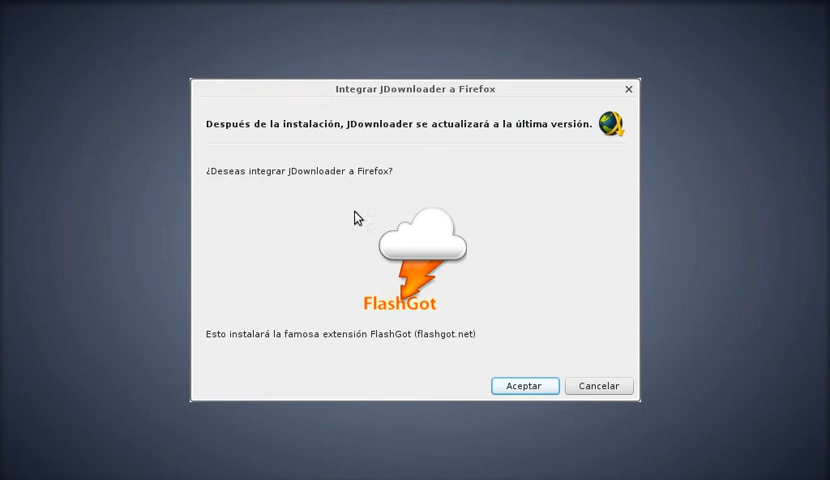 Integrar JDownloader a Firefox
Después de la instalación, JDownloader se actualizará a la última versión.
¿Deseas integrar JDownloader a Firefox?
FlashGot
Esto instalará la famosa extensión FlashGot (flashgot.net)
Aceptar
Cancelar